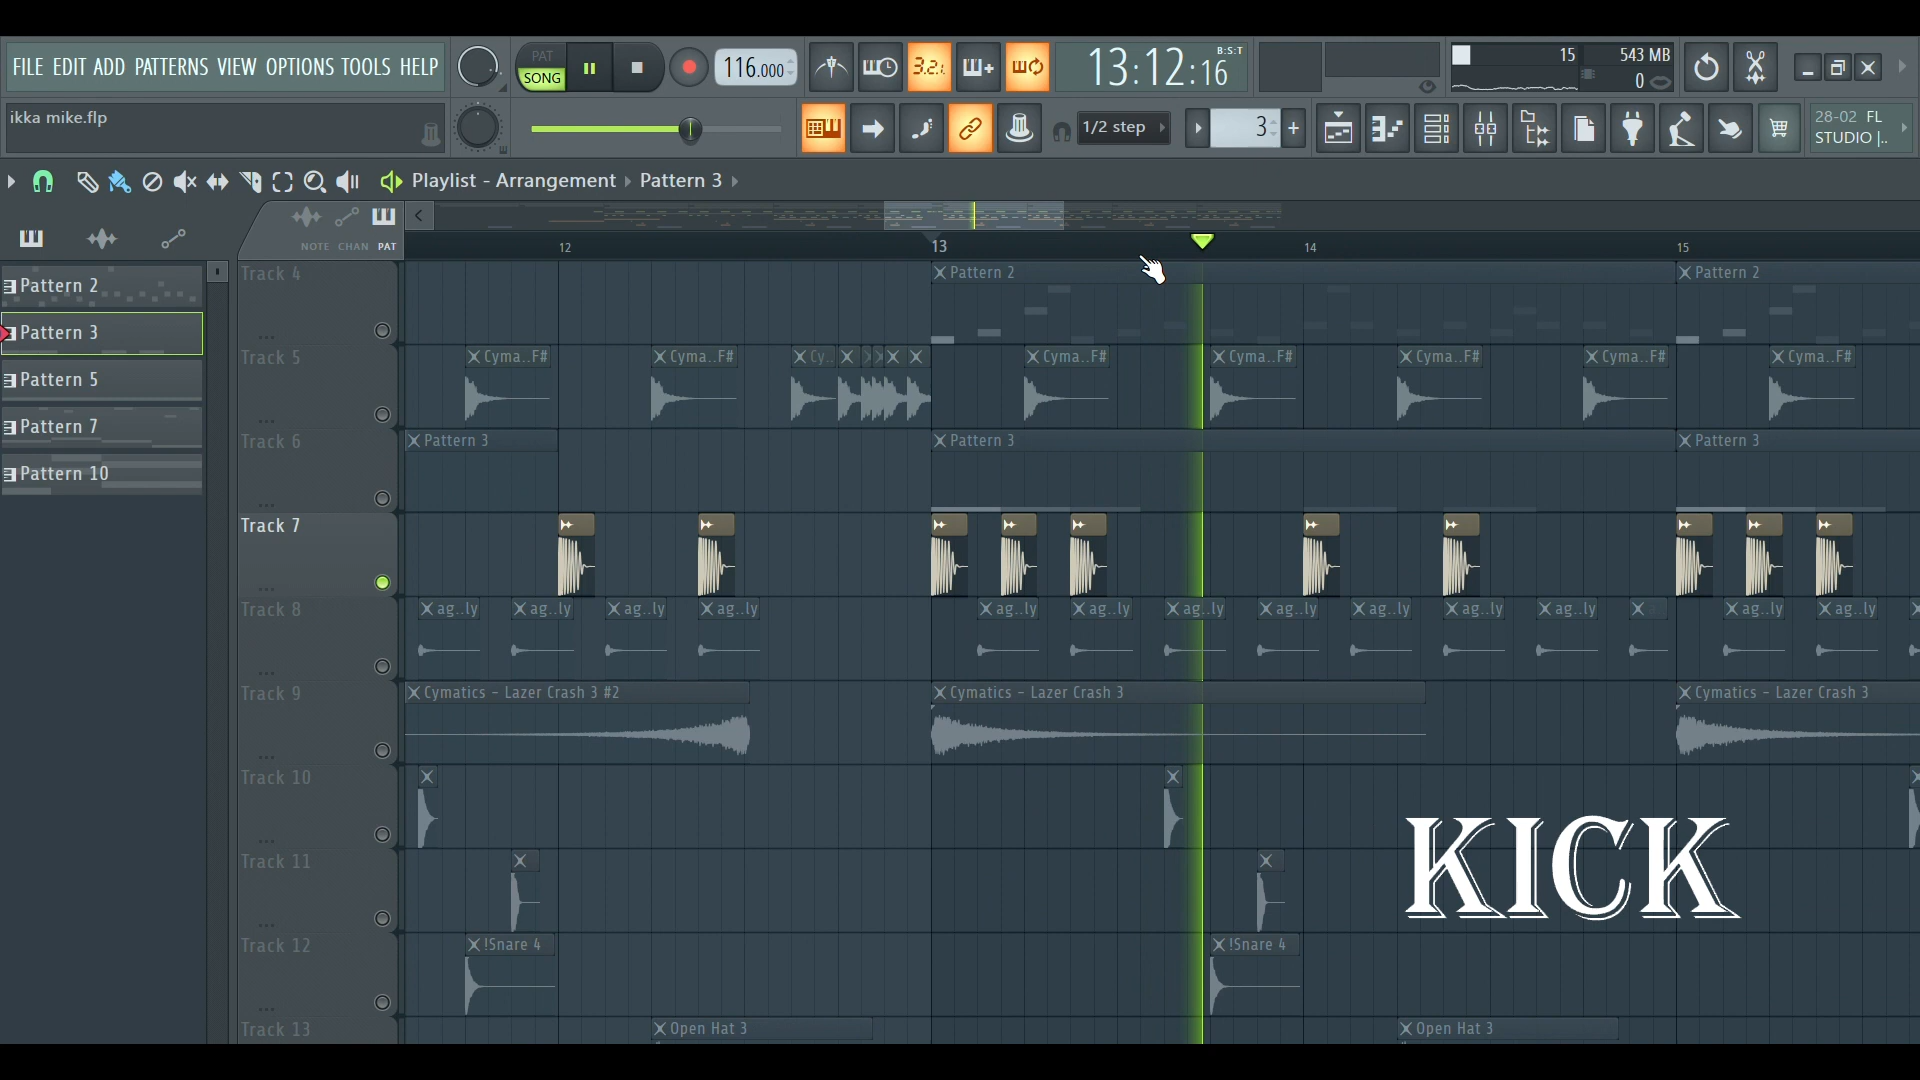 FILE EDIT ADD PATTERNS VIEW OPTIONS TOOLS HELP
PAT
SONG
116.000
3.2.1
13:12:16
B:S:T
15
543 MB
0
ikka mike.flp
1/2 step
3
28-02 FL
STUDIO |..
Playlist - Arrangement Pattern 3
NOTE CHAN PAT
12 13 14 15
Pattern 2
Pattern 3
Pattern 5
Pattern 7
Pattern 10
Track 4
Pattern 2 Pattern 2
Track 5
Cyma..F# Cyma..F# Cy.. Cyma..F# Cyma..F# Cyma..F# Cyma..F# Cyma..F#
Track 6
Pattern 3 Pattern 3 Pattern 3
Track 7
Track 8
ag..ly ag..ly ag..ly ag..ly ag..ly ag..ly ag..ly ag..ly ag..ly ag..ly ag..ly ag..ly ag..ly
Track 9
Cymatics - Lazer Crash 3 #2 Cymatics - Lazer Crash 3 Cymatics - Lazer Crash 3
Track 10
Track 11
Track 12
!Snare 4 !Snare 4
Track 13
Open Hat 3 Open Hat 3
KICK